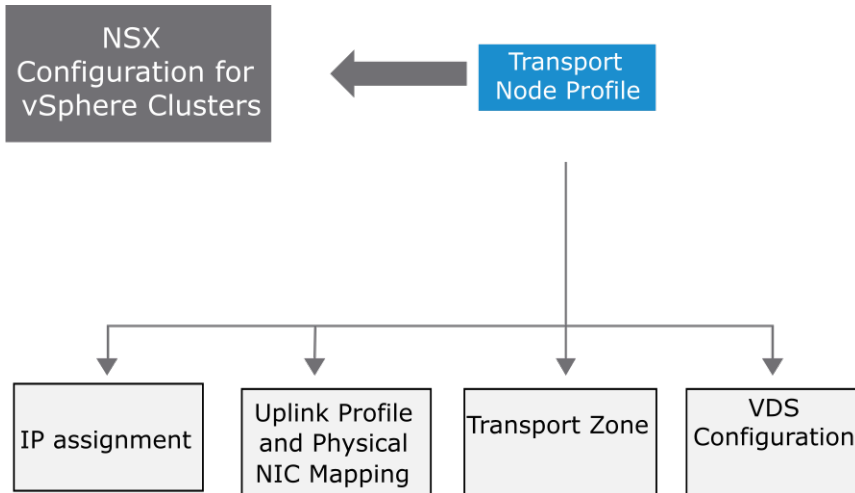 NSX
Configuration for
vSphere Clusters
Transport
Node Profile
IP assignment
Uplink Profile
and Physical
NIC Mapping
Transport Zone
VDS
Configuration